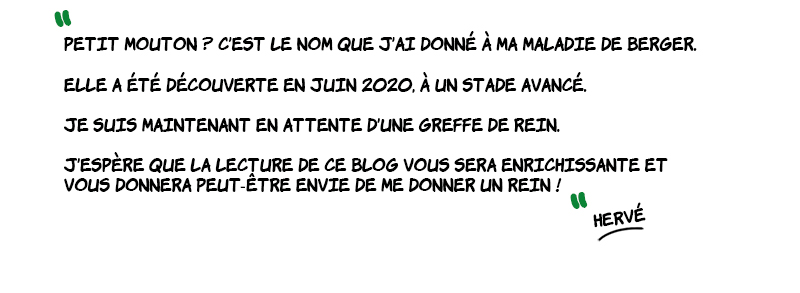 "
PETIT MOUTON ? C'EST LE NOM QUE J'AI DONNÉ À MA MALADIE DE BERGER.
ELLE A ÉTÉ DÉCOUVERTE EN JUIN 2020, À UN STADE AVANCÉ.
JE SUIS MAINTENANT EN ATTENTE D'UNE GREFFE DE REIN.
J'ESPÈRE QUE LA LECTURE DE CE BLOG VOUS SERA ENRICHISSANTE ET
VOUS DONNERA PEUT-ÊTRE ENVIE DE ME DONNER UN REIN !
"
HERVÉ